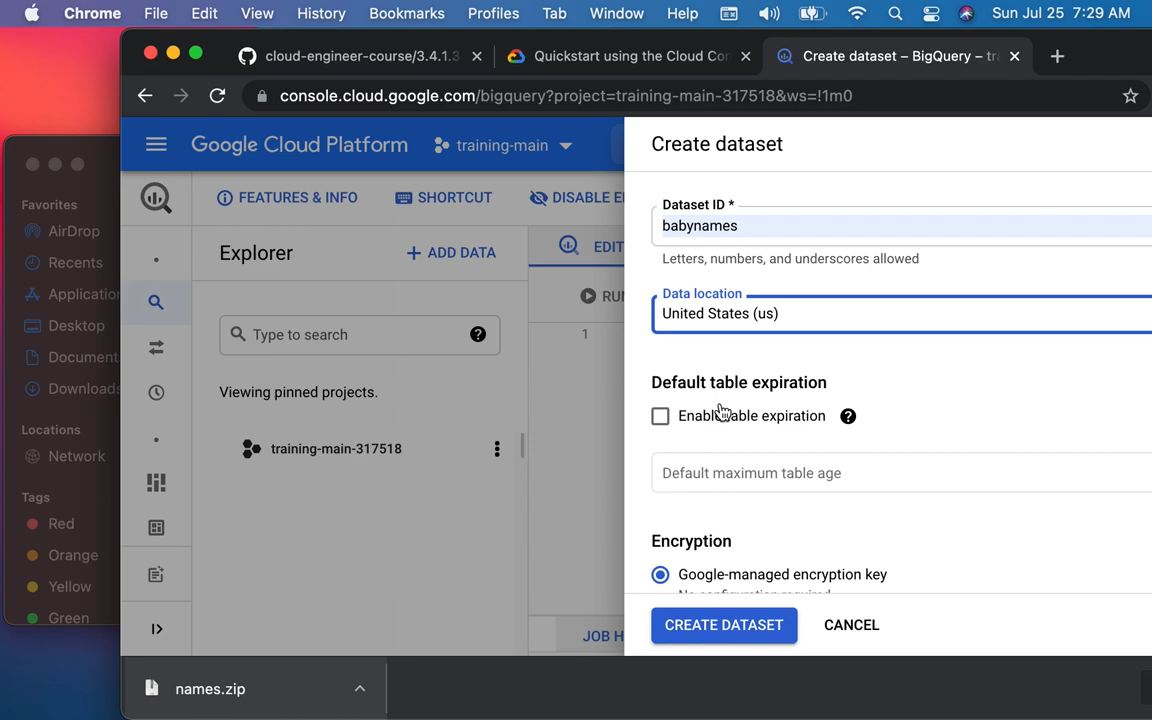 Chrome File Edit View History Bookmarks Profiles Tab Window Help Sun Jul 25 7:29 AM
cloud-engineer-course/3.4.1.3 Quickstart using the Cloud Con Create dataset – BigQuery – tra
console.cloud.google.com/bigquery?project=training-main-317518&ws=!1m0
Google Cloud Platform training-main
FEATURES & INFO SHORTCUT DISABLE E
Explorer + ADD DATA EDIT
RUN
1
Type to search
Viewing pinned projects.
training-main-317518
JOB H
Create dataset
Dataset ID *
babynames
Letters, numbers, and underscores allowed
Data location
United States (us)
Default table expiration
Enable table expiration
Default maximum table age
Encryption
Google-managed encryption key
CREATE DATASET CANCEL
Favorites
AirDrop
Recents
Application
Desktop
Document
Downloads
Locations
Network
Tags
Red
Orange
Yellow
Green
names.zip